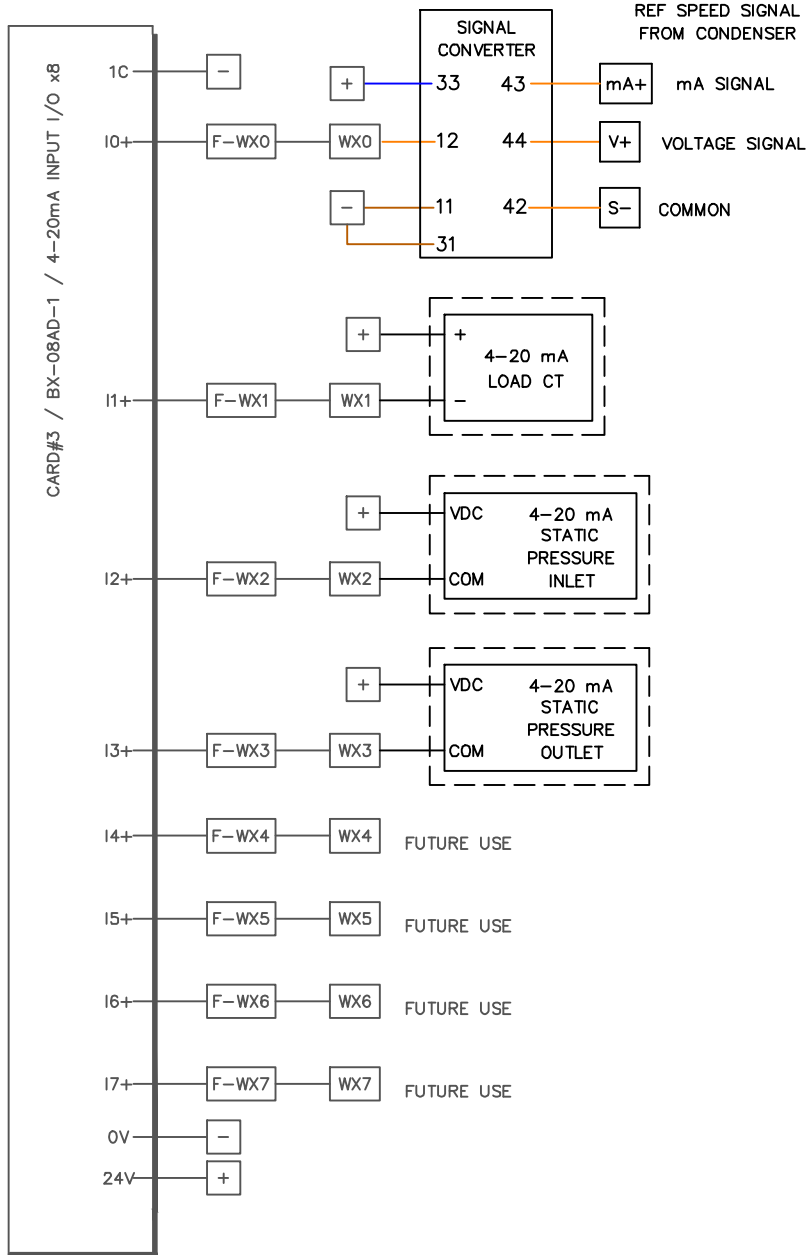 CARD#3 / BX-08AD-1 / 4-20mA INPUT I/O x8
REF SPEED SIGNAL
FROM CONDENSER
SIGNAL
CONVERTER
1C -
+ 33 43 mA+ mA SIGNAL
I0+ F-WX0 WX0 12 44 V+ VOLTAGE SIGNAL
- 11 42 S- COMMON
31
+ +
4-20 mA
LOAD CT
I1+ F-WX1 WX1 -
+ VDC 4-20 mA
STATIC
PRESSURE
I2+ F-WX2 WX2 COM INLET
+ VDC 4-20 mA
STATIC
PRESSURE
I3+ F-WX3 WX3 COM OUTLET
I4+ F-WX4 WX4 FUTURE USE
I5+ F-WX5 WX5 FUTURE USE
I6+ F-WX6 WX6 FUTURE USE
I7+ F-WX7 WX7 FUTURE USE
0V -
24V +